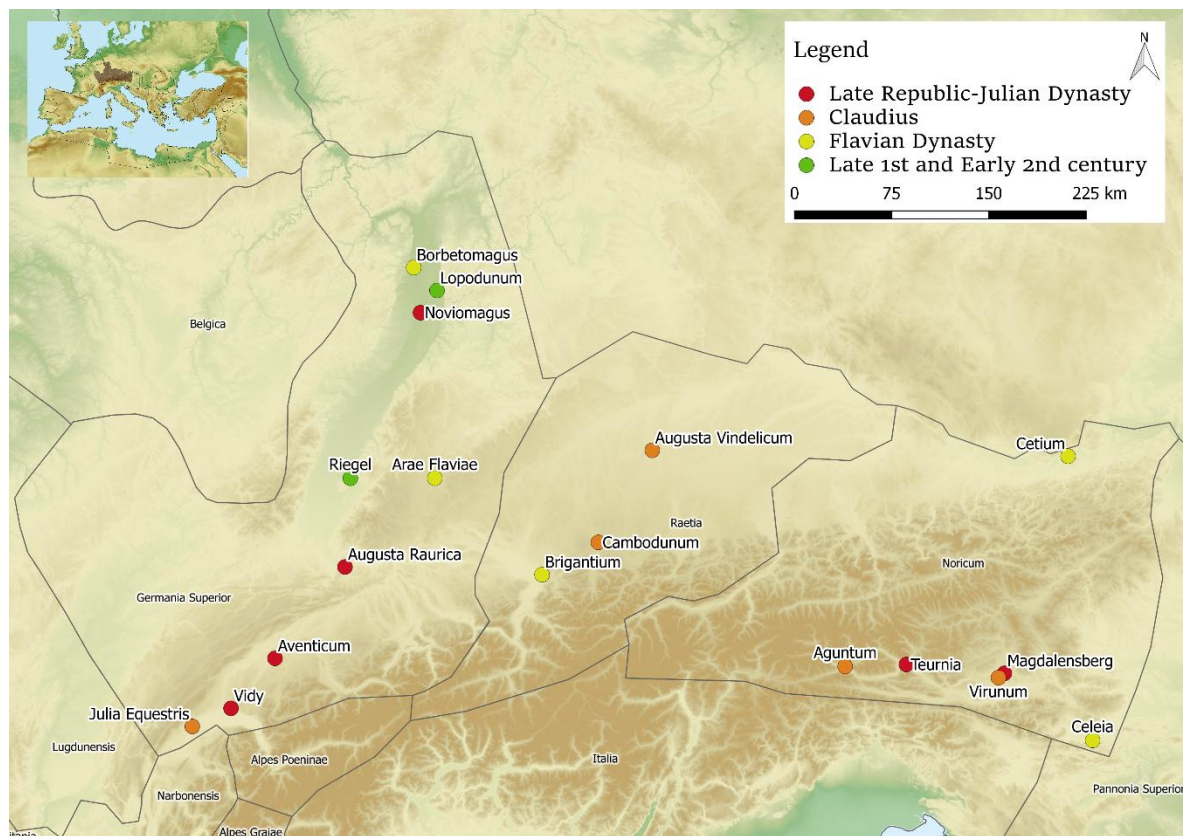 Legend
N
Late Republic-Julian Dynasty
Claudius
Flavian Dynasty
Late 1st and Early 2nd century
0 75 150 225 km
Borbetomagus
Lopodunum
Noviomagus
Belgica
Augusta Vindelicum
Cetium
Riegel
Arae Flaviae
Raetia
Cambodunum
Augusta Raurica
Brigantium
Noricum
Germania Superior
Aventicum
Aguntum
Teurnia
Magdalensberg
Virunum
Vidy
Julia Equestris
Celeia
Lugdunensis
Alpes Poeninae
Italia
Narbonensis
Pannonia Superior
Alpes Graiae